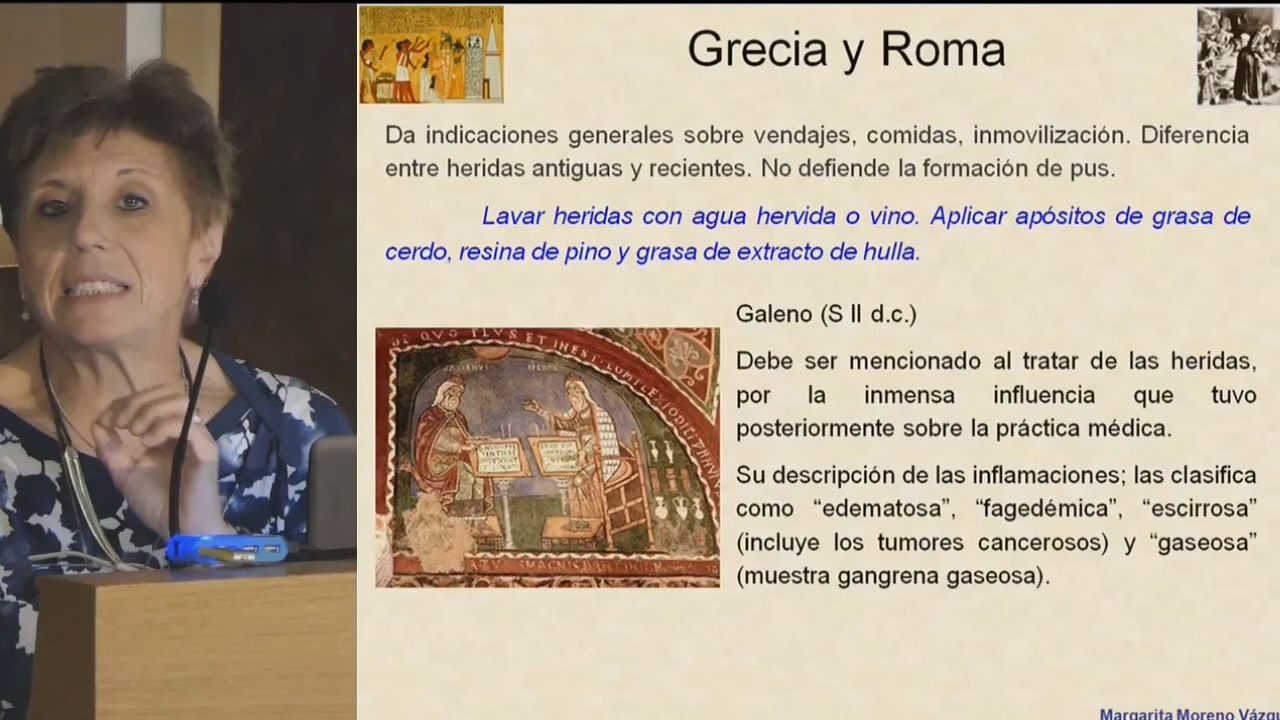 Grecia y Roma
Da indicaciones generales sobre vendajes, comidas, inmovilización. Diferencia
entre heridas antiguas y recientes. No defiende la formación de pus.
Lavar heridas con agua hervida o vino. Aplicar apósitos de grasa de
cerdo, resina de pino y grasa de extracto de hulla.
Galeno (S II d.c.)
Debe ser mencionado al tratar de las heridas,
por la inmensa influencia que tuvo
posteriormente sobre la práctica médica.
Su descripción de las inflamaciones; las clasifica
como “edematosa”, “fagedémica”, “escirrosa”
(incluye los tumores cancerosos) y “gaseosa”
(muestra gangrena gaseosa).
Margarita Moreno Vázqu